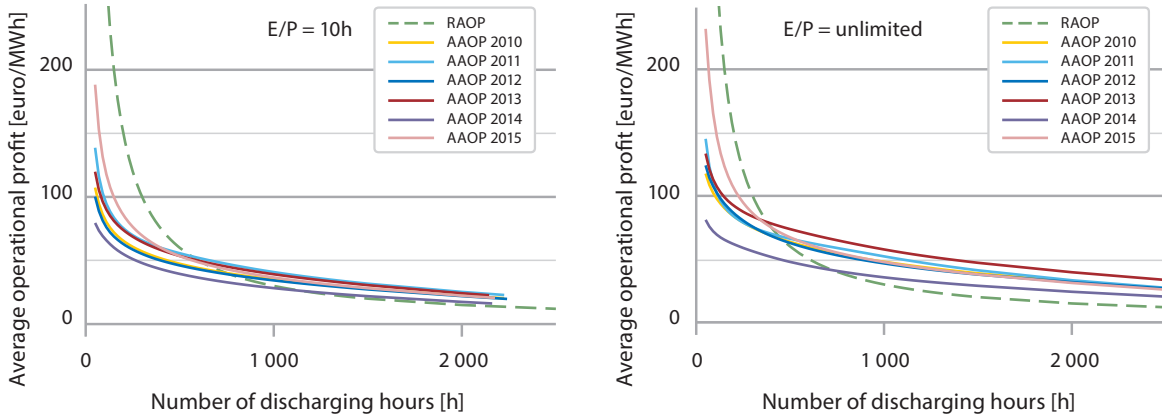 Average operational profit [euro/MWh]
E/P = 10h
RAOP
AAOP 2010
AAOP 2011
AAOP 2012
AAOP 2013
AAOP 2014
AAOP 2015
200
100
0
0
1 000
2 000
Number of discharging hours [h]
Average operational profit [euro/MWh]
E/P = unlimited
RAOP
AAOP 2010
AAOP 2011
AAOP 2012
AAOP 2013
AAOP 2014
AAOP 2015
200
100
0
0
1 000
2 000
Number of discharging hours [h]